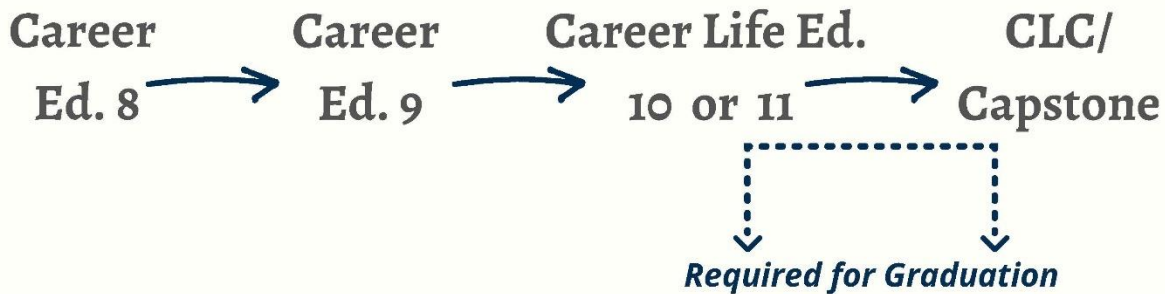 Career Ed. 8
Career Ed. 9
Career Life Ed. 10 or 11
CLC/ Capstone
Required for Graduation